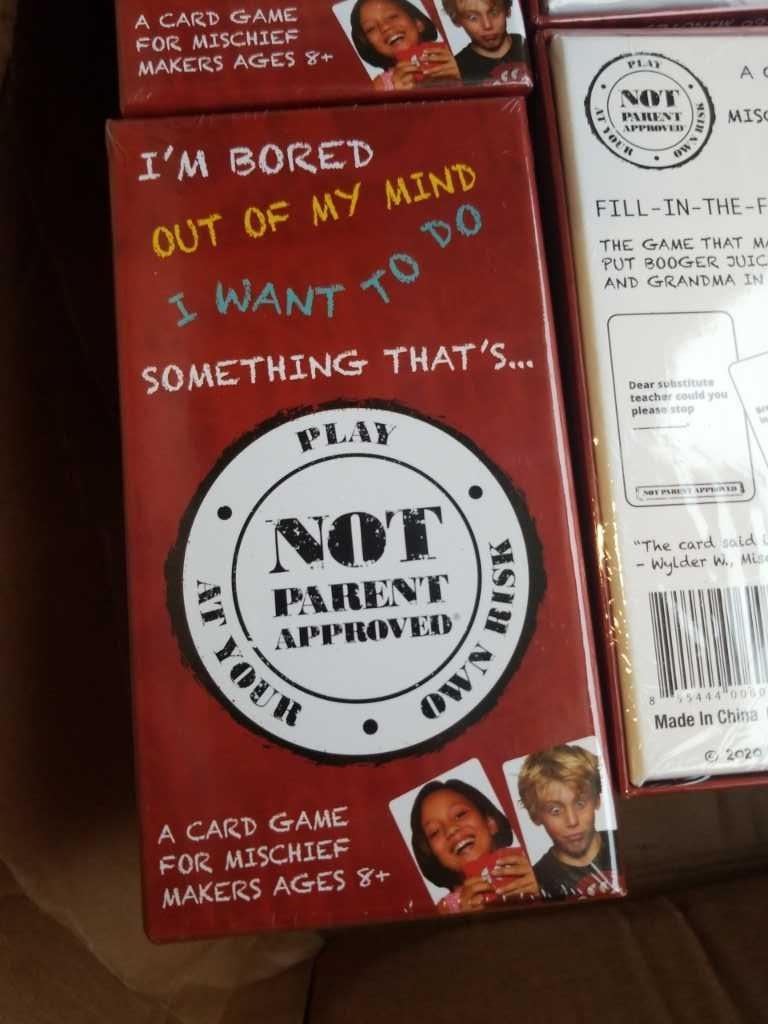 A CARD GAME
FOR MISCHIEF
MAKERS AGES 8+
I'M BORED
OUT OF MY MIND
I WANT TO DO
SOMETHING THAT'S...
PLAY
NOT
PARENT
APPROVED®
AT YOUR
OWN RISK
A CARD GAME
FOR MISCHIEF
MAKERS AGES 8+
PLAY
NOT
PARENT
APPROVED
AT YOUR
OWN RISK
A
FILL-IN-THE-
THE GAME THAT
PUT BOOGER
AND GRANDMA IN
Dear substitute
teacher could you
please stop
NOT PARENT APPROVED
"The card said
– Wylder W.,
8 55444 0060
Made In China
© 2020